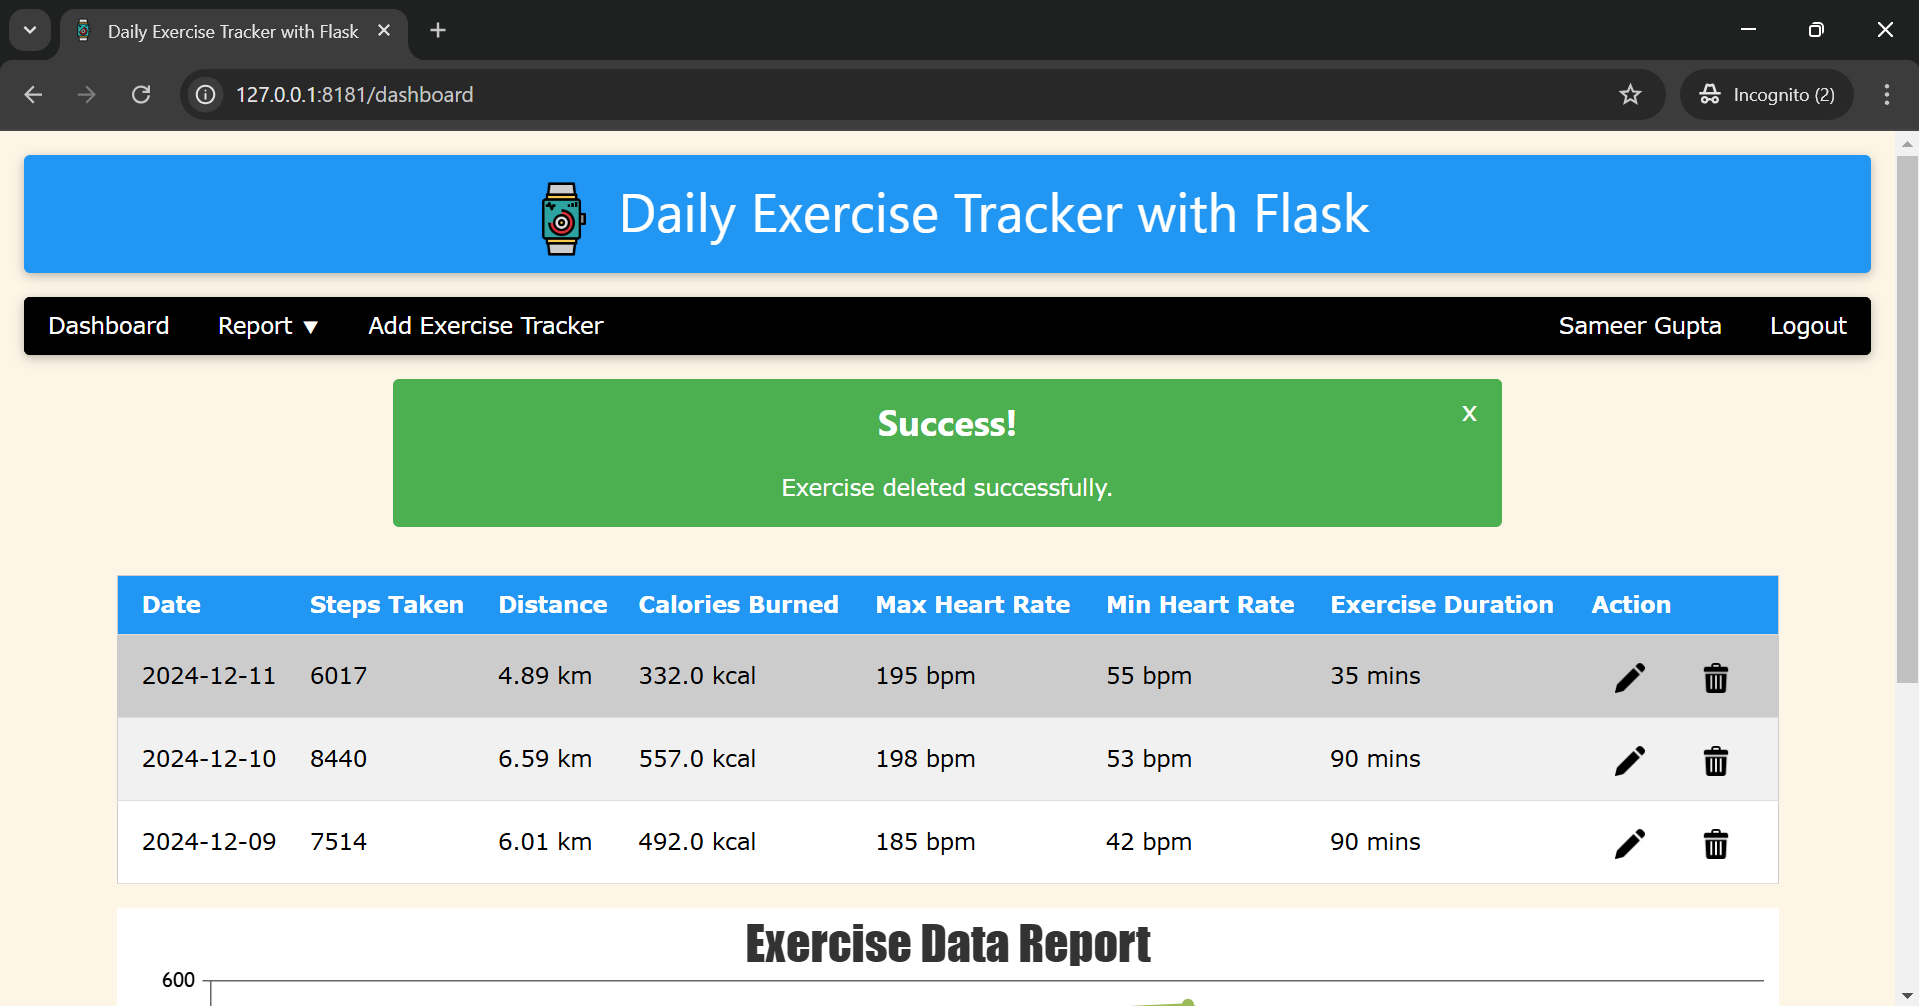 Daily Exercise Tracker with Flask
127.0.0.1:8181/dashboard
Incognito (2)
Daily Exercise Tracker with Flask
Dashboard Report ▼ Add Exercise Tracker Sameer Gupta Logout
Success! X
Exercise deleted successfully.
Date Steps Taken Distance Calories Burned Max Heart Rate Min Heart Rate Exercise Duration Action
2024-12-11 6017 4.89 km 332.0 kcal 195 bpm 55 bpm 35 mins
2024-12-10 8440 6.59 km 557.0 kcal 198 bpm 53 bpm 90 mins
2024-12-09 7514 6.01 km 492.0 kcal 185 bpm 42 bpm 90 mins
Exercise Data Report
600